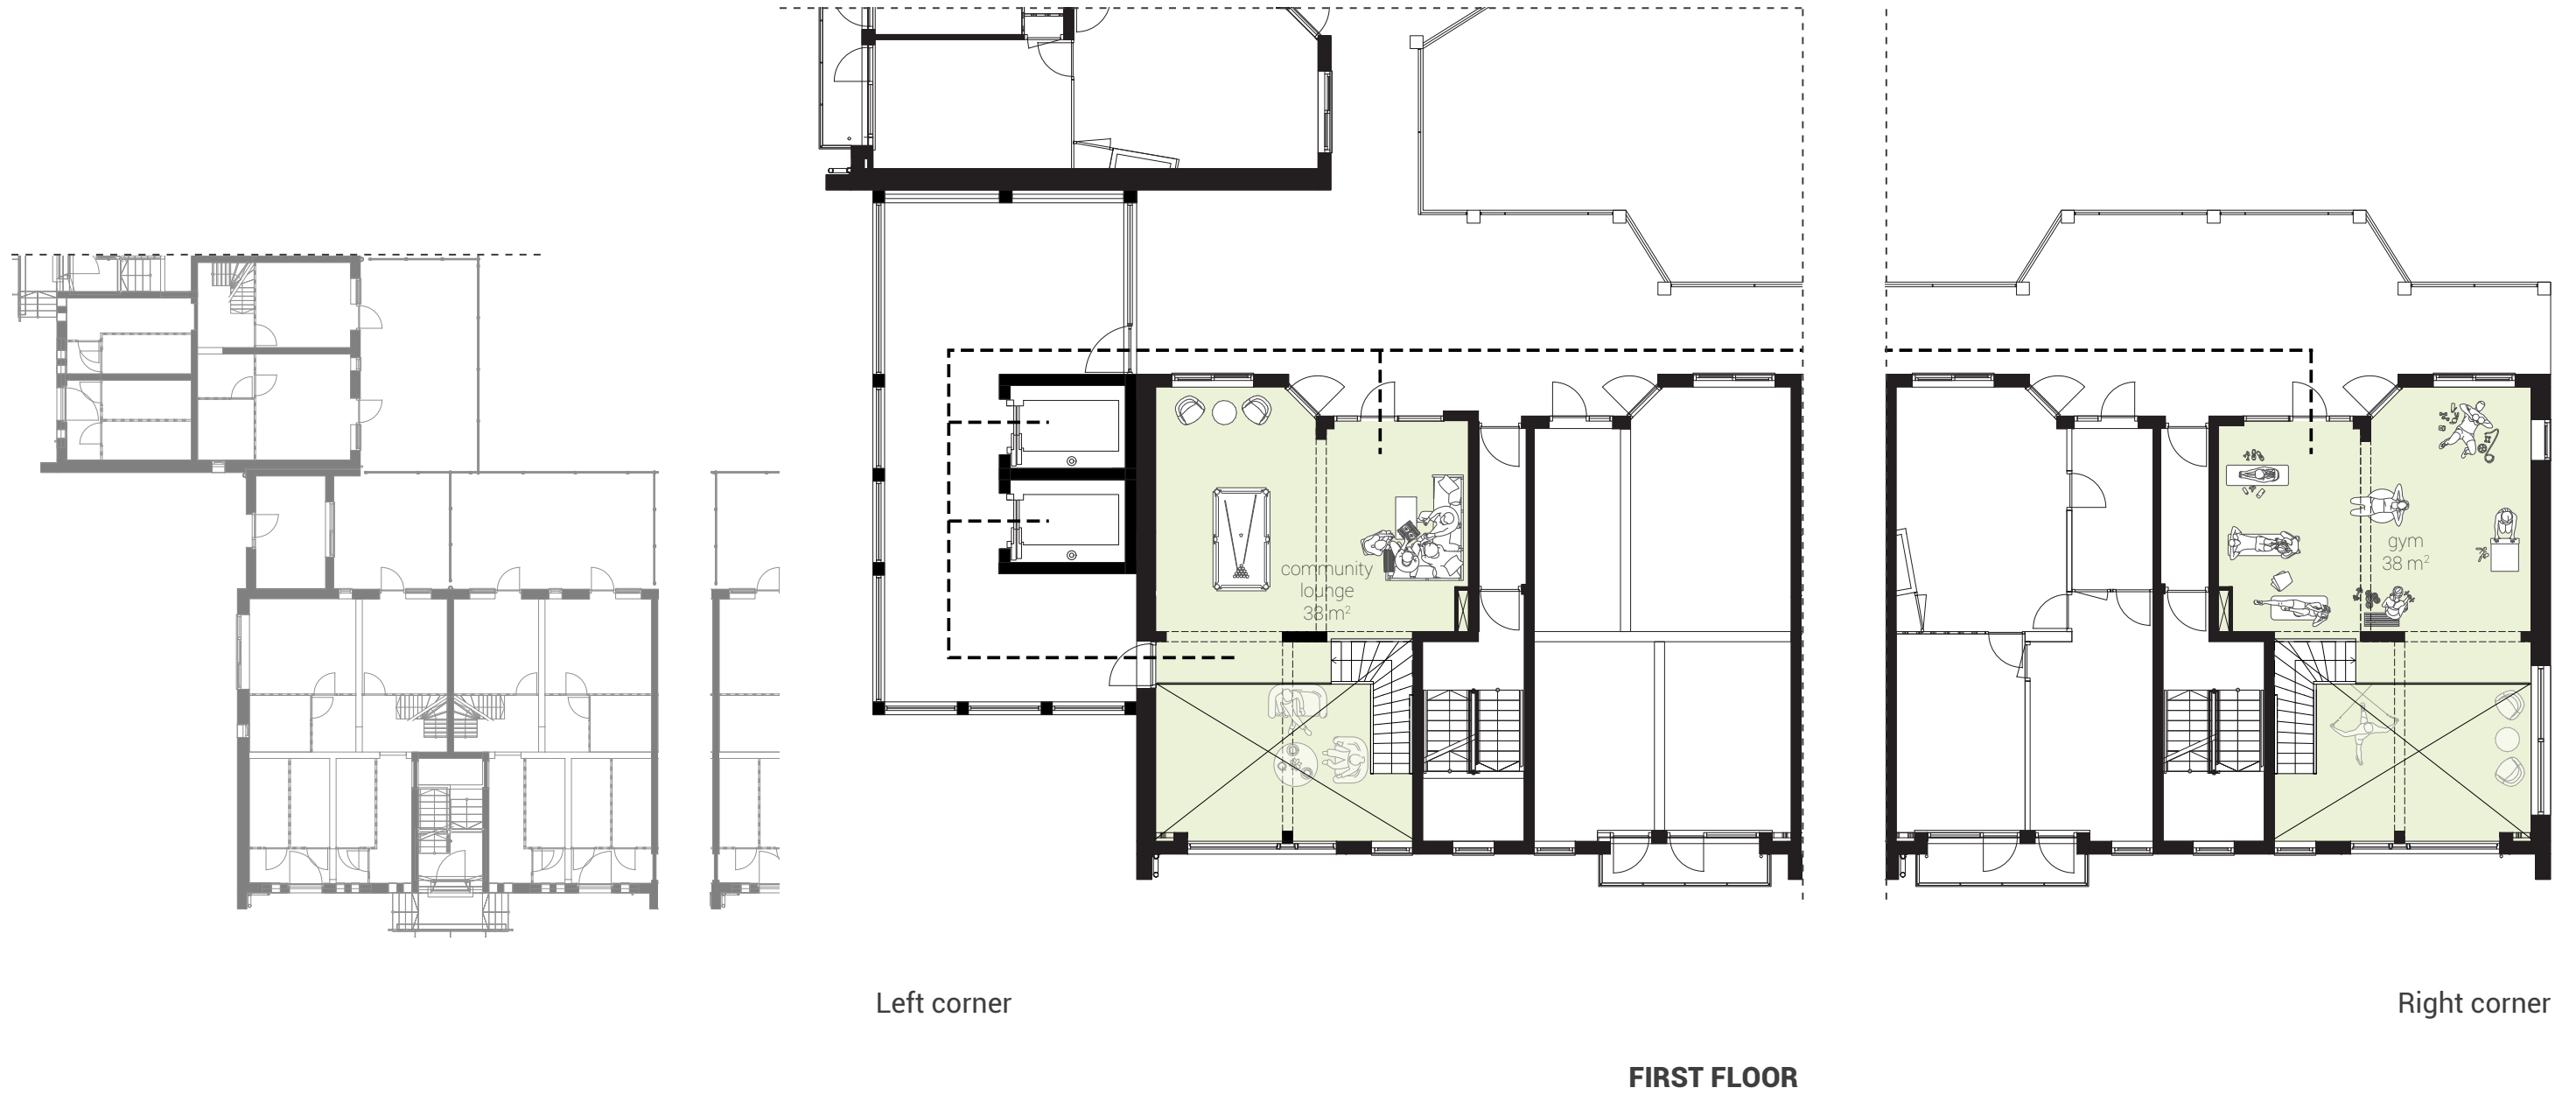 community
lounge
38 m²
gym
38 m²
Left corner
Right corner
FIRST FLOOR